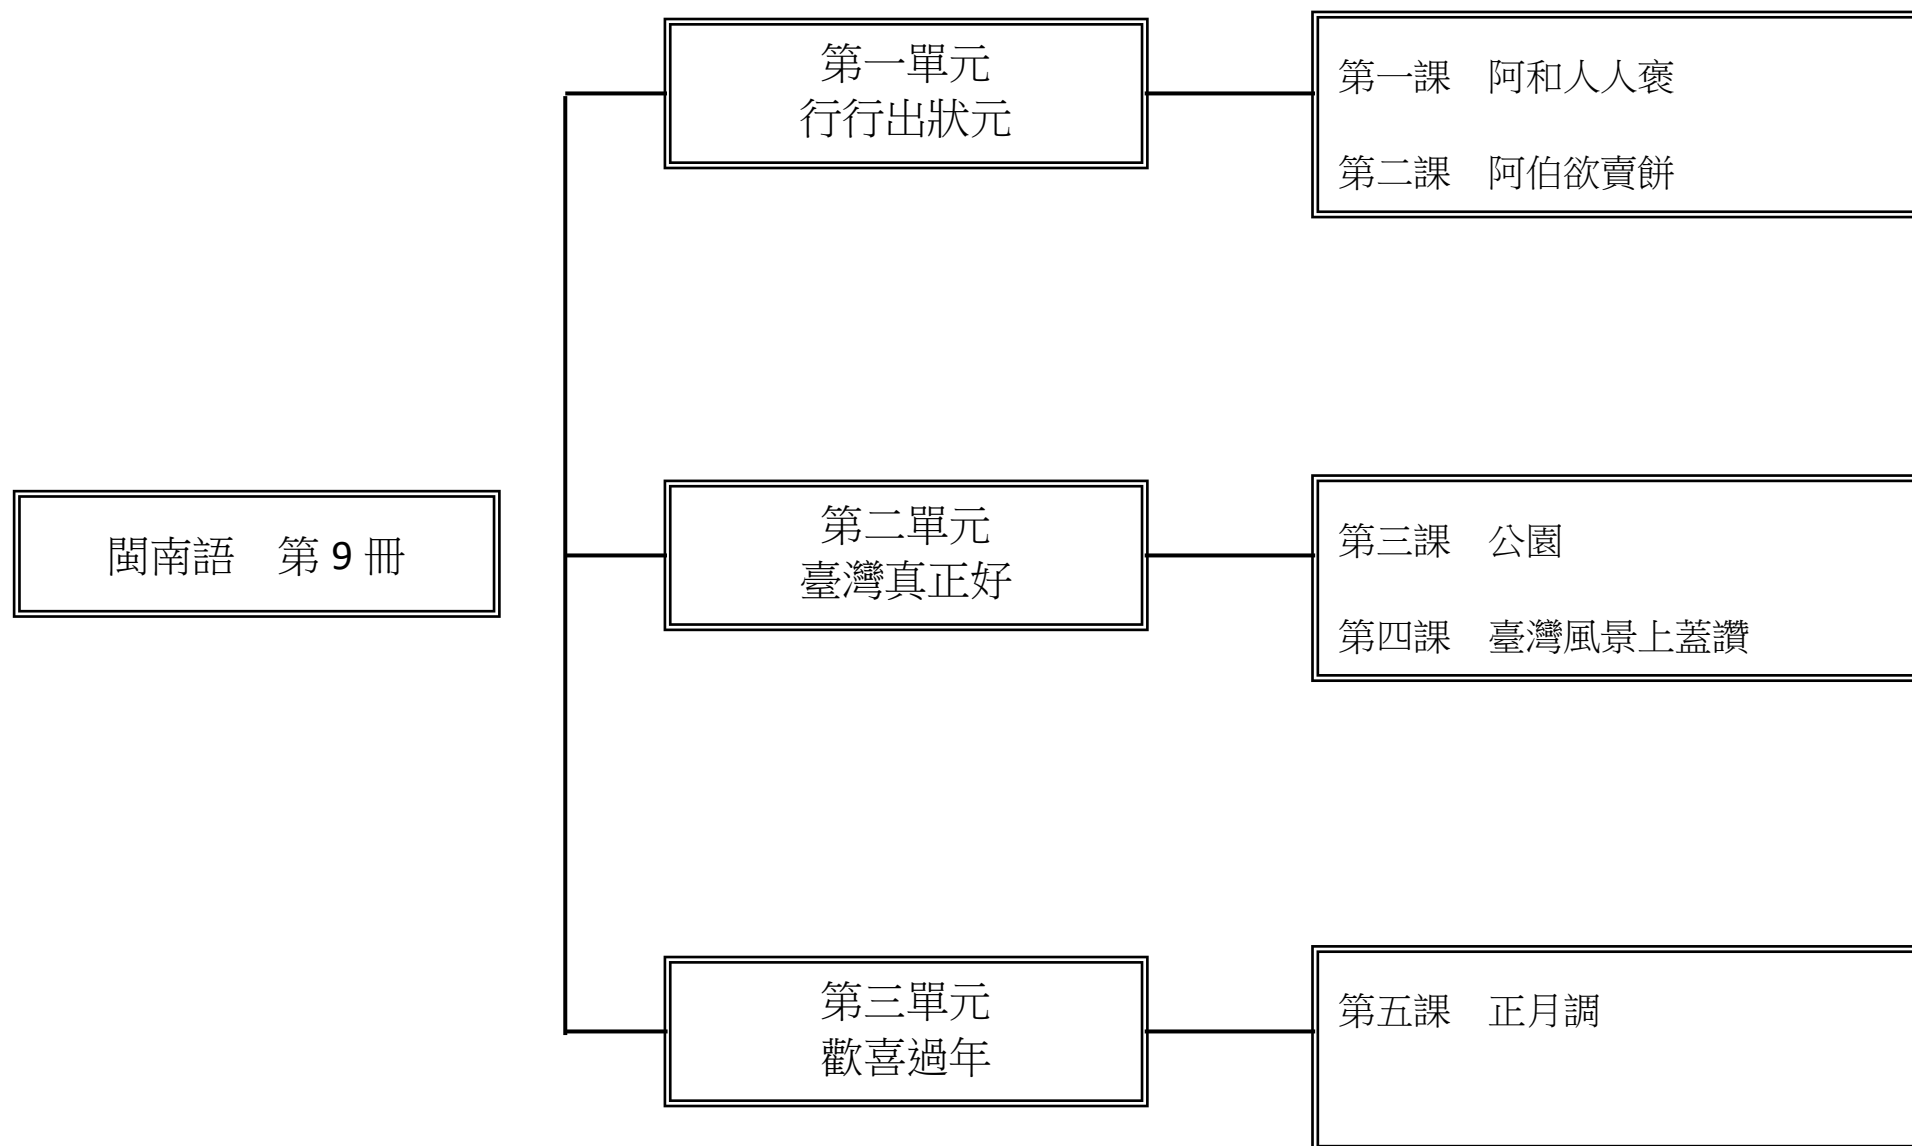 閩南語　第 9 冊
第一單元
行行出狀元
第一課　阿和人人褒
第二課　阿伯欲賣餅
第二單元
臺灣真正好
第三課　公園
第四課　臺灣風景上蓋讚
第三單元
歡喜過年
第五課　正月調